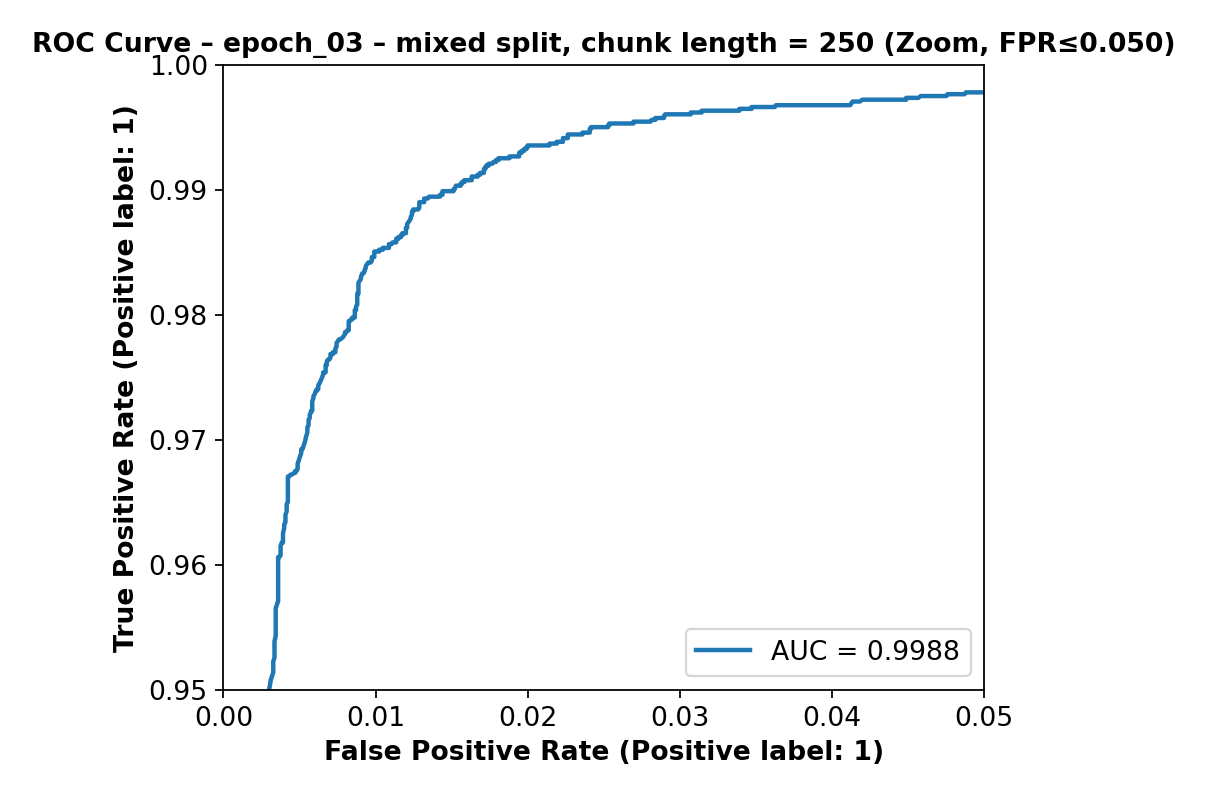 ROC Curve – epoch_03 – mixed split, chunk length = 250 (Zoom, FPR≤0.050)
True Positive Rate (Positive label: 1)
1.00
0.99
0.98
0.97
0.96
0.95
AUC = 0.9988
0.00 0.01 0.02 0.03 0.04 0.05
False Positive Rate (Positive label: 1)